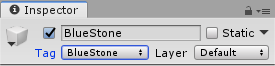 Inspector
BlueStone Static
Tag BlueStone Layer Default